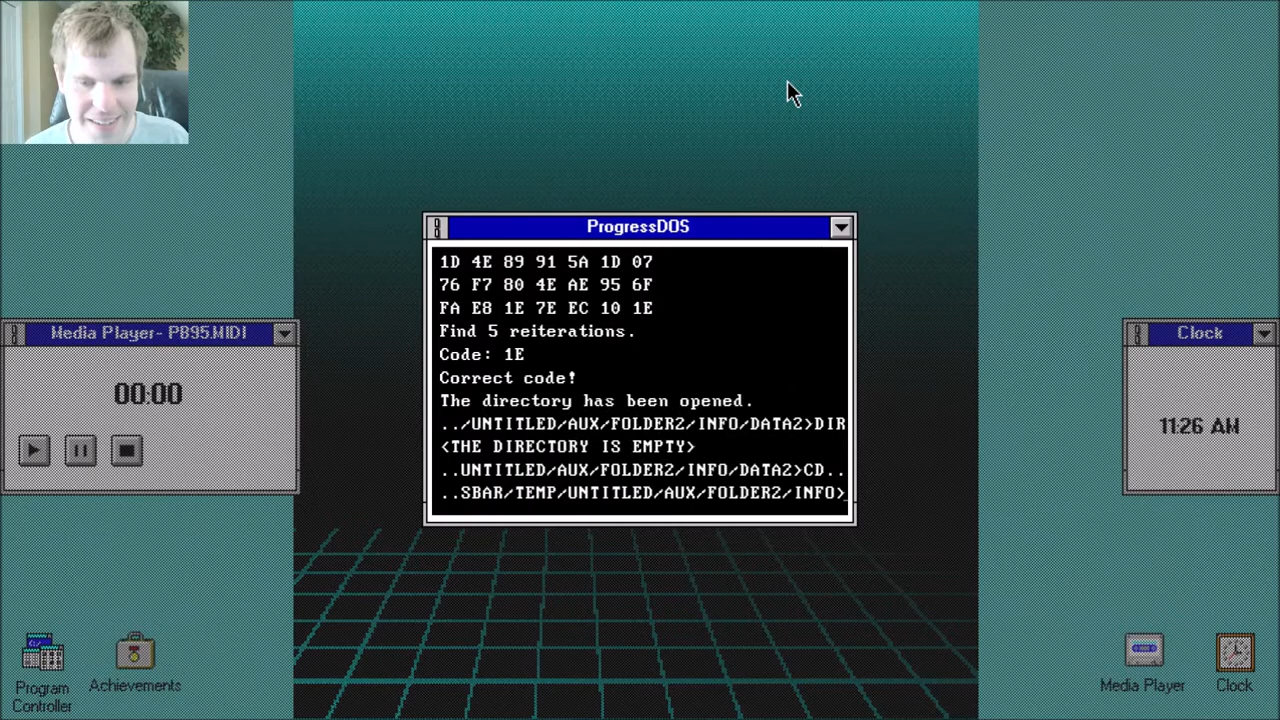 ProgressDOS
1D 4E 89 91 5A 1D 07
76 F7 80 4E AE 95 6F
FA E8 1E 7E EC 10 1E
Find 5 reiterations.
Code: 1E
Correct code!
The directory has been opened.
../UNTITLED/AUX/FOLDER2/INFO/DATA2>DIR
<THE DIRECTORY IS EMPTY>
..UNTITLED/AUX/FOLDER2/INFO/DATA2>CD..
..SBAR/TEMP/UNTITLED/AUX/FOLDER2/INFO>_
Media Player- PB95.MIDI
00:00
Clock
11:26 AM
Program
Controller
Achievements
Media Player
Clock